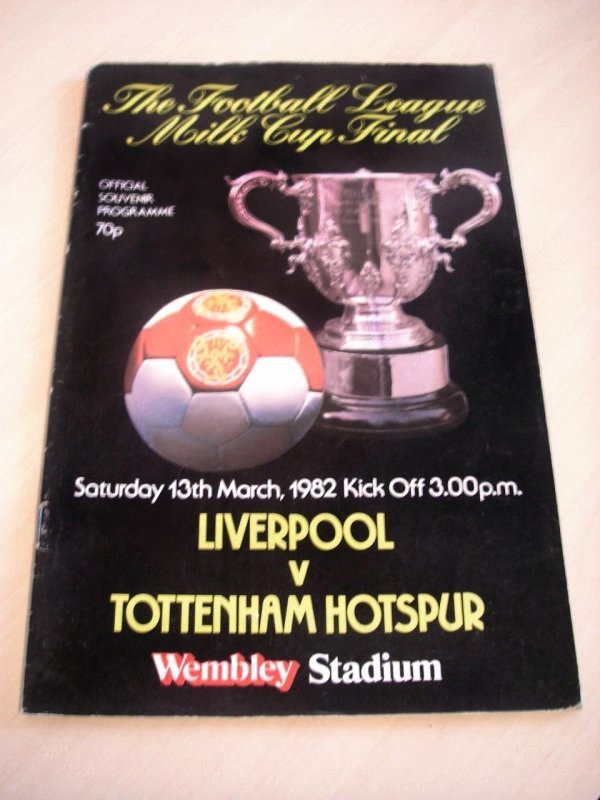 The Football League
Milk Cup Final
OFFICIAL
SOUVENIR
PROGRAMME
70p
Saturday 13th March, 1982 Kick Off 3.00p.m.
LIVERPOOL
V
TOTTENHAM HOTSPUR
Wembley Stadium